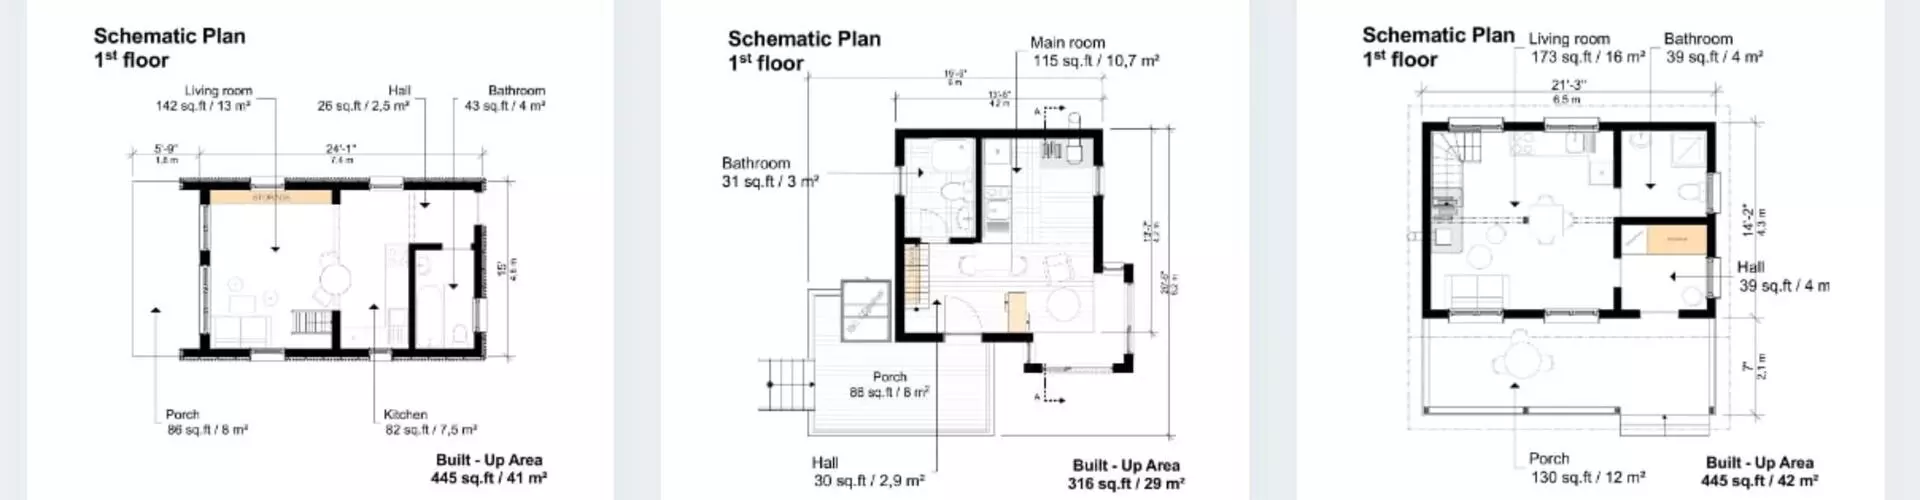 Schematic Plan
1st floor
Living room
142 sq.ft / 13 m²
Hall
26 sq.ft / 2,5 m²
Bathroom
43 sq.ft / 4 m²
5'-9"
1,8 m
24'-1"
7,4 m
STORAGE
15'
4,6 m
Porch
86 sq.ft / 8 m²
Kitchen
82 sq.ft / 7,5 m²
Built - Up Area
445 sq.ft / 41 m²
Schematic Plan
1st floor
Main room
115 sq.ft / 10,7 m²
6 m
4,2 m
A
Bathroom
31 sq.ft / 3 m²
Porch
A
Hall
30 sq.ft / 2,9 m²
Built - Up Area
316 sq.ft / 29 m²
Schematic Plan
1st floor
Living room
173 sq.ft / 16 m²
Bathroom
39 sq.ft / 4 m²
21'-3"
6,5 m
14'-2"
4,3 m
Hall
39 sq.ft / 4 m
7'
2,1 m
Porch
130 sq.ft / 12 m²
Built - Up Area
445 sq.ft / 42 m²